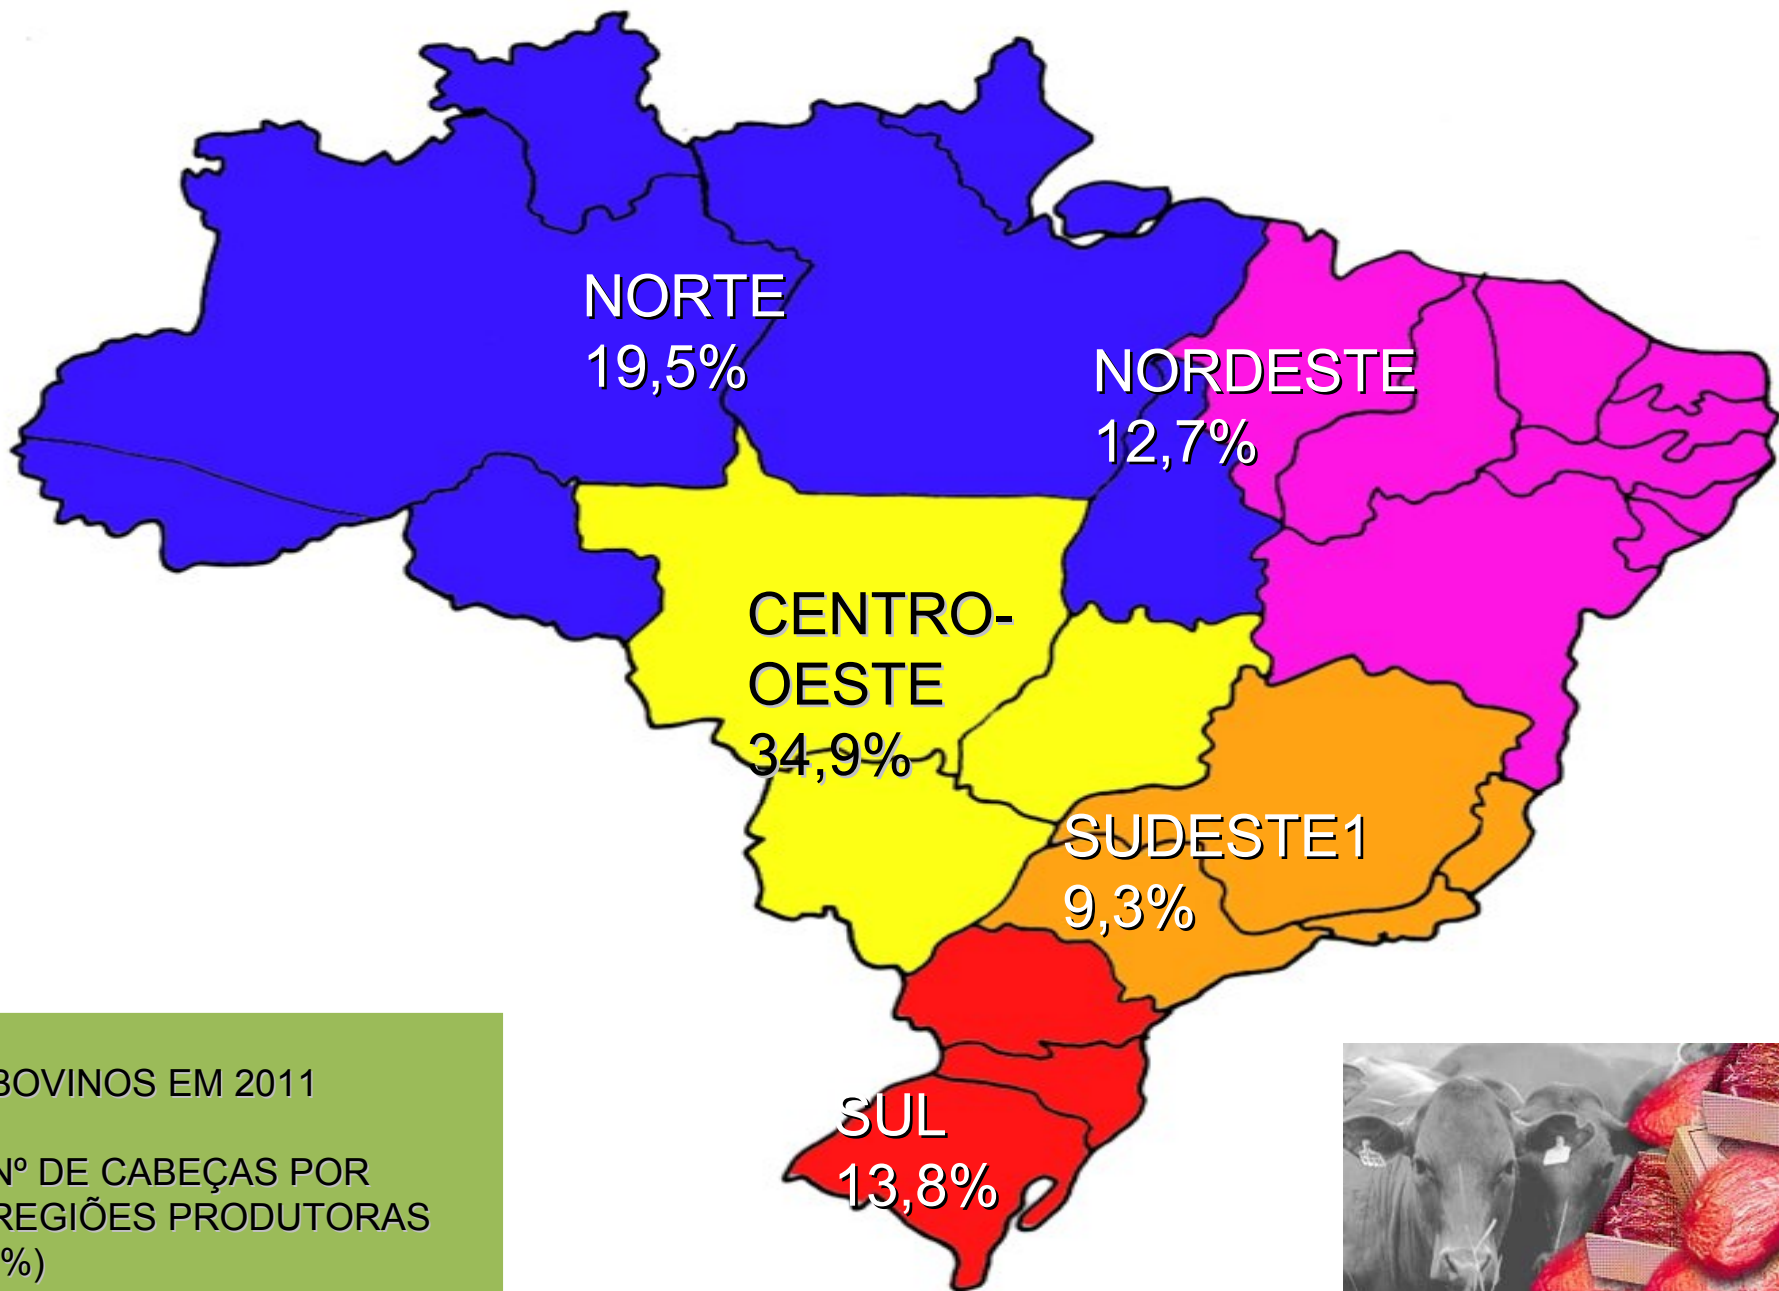 NORTE
19,5%
NORDESTE
12,7%
CENTRO-
OESTE
34,9%
SUDESTE1
9,3%
SUL
13,8%
BOVINOS EM 2011
Nº DE CABEÇAS POR
REGIÕES PRODUTORAS
%)